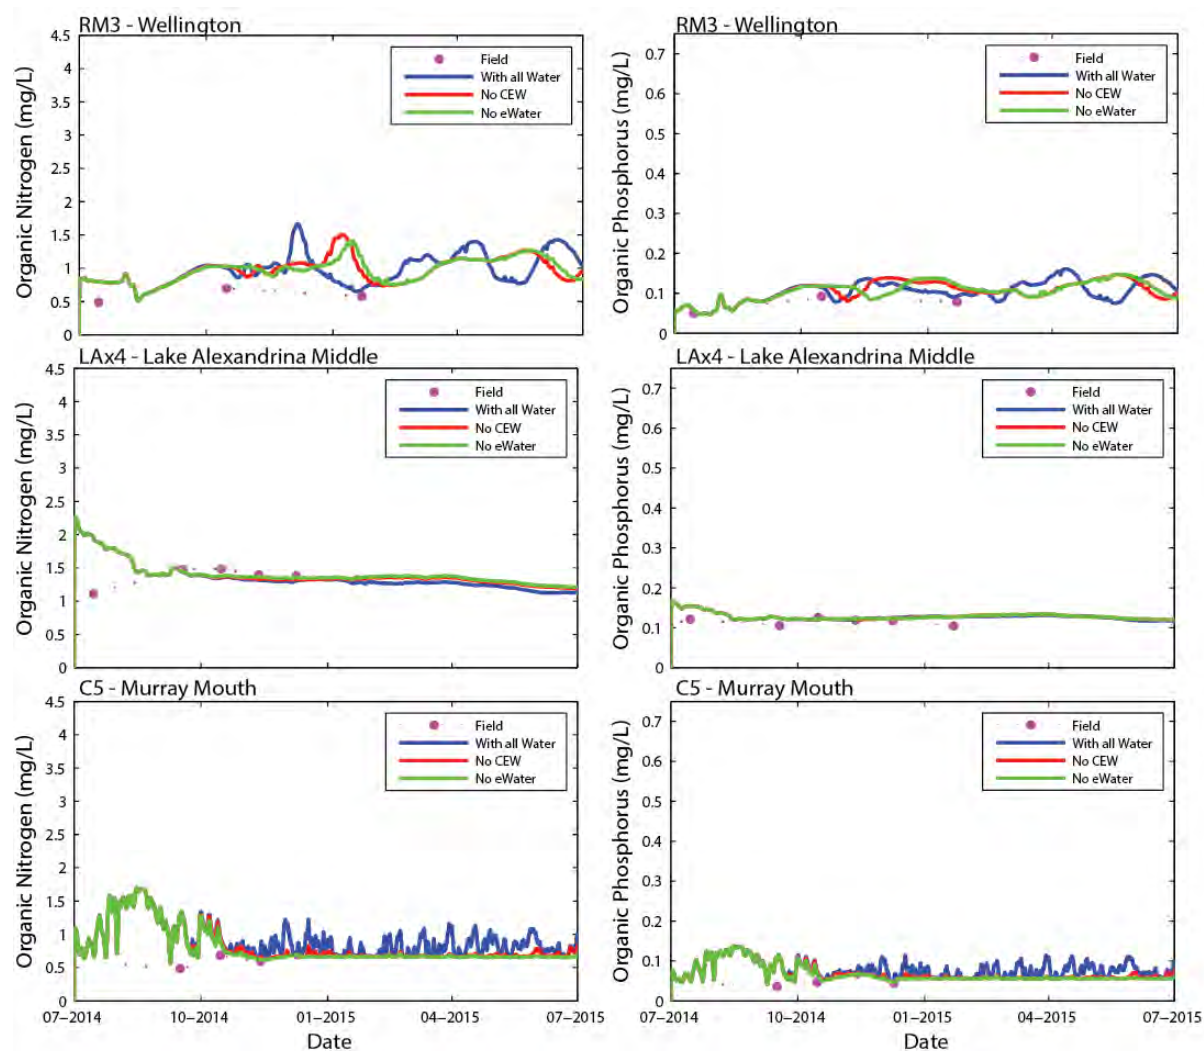 RM3 - Wellington
Organic Nitrogen (mg/L)
4.5
4
3.5
3
2.5
2
1.5
1
0.5
0
Field
With all Water
No CEW
No eWater
RM3 - Wellington
Organic Phosphorus (mg/L)
0.7
0.6
0.5
0.4
0.3
0.2
0.1
0
Field
With all Water
No CEW
No eWater
LAx4 - Lake Alexandrina Middle
Organic Nitrogen (mg/L)
4.5
4
3.5
3
2.5
2
1.5
1
0.5
0
Field
With all Water
No CEW
No eWater
LAx4 - Lake Alexandrina Middle
Organic Phosphorus (mg/L)
0.7
0.6
0.5
0.4
0.3
0.2
0.1
0
Field
With all Water
No CEW
No eWater
C5 - Murray Mouth
Organic Nitrogen (mg/L)
4.5
4
3.5
3
2.5
2
1.5
1
0.5
0
Field
With all Water
No CEW
No eWater
07–2014 10–2014 01–2015 04–2015 07–2015
Date
C5 - Murray Mouth
Organic Phosphorus (mg/L)
0.7
0.6
0.5
0.4
0.3
0.2
0.1
0
Field
With all Water
No CEW
No eWater
07–2014 10–2014 01–2015 04–2015 07–2015
Date